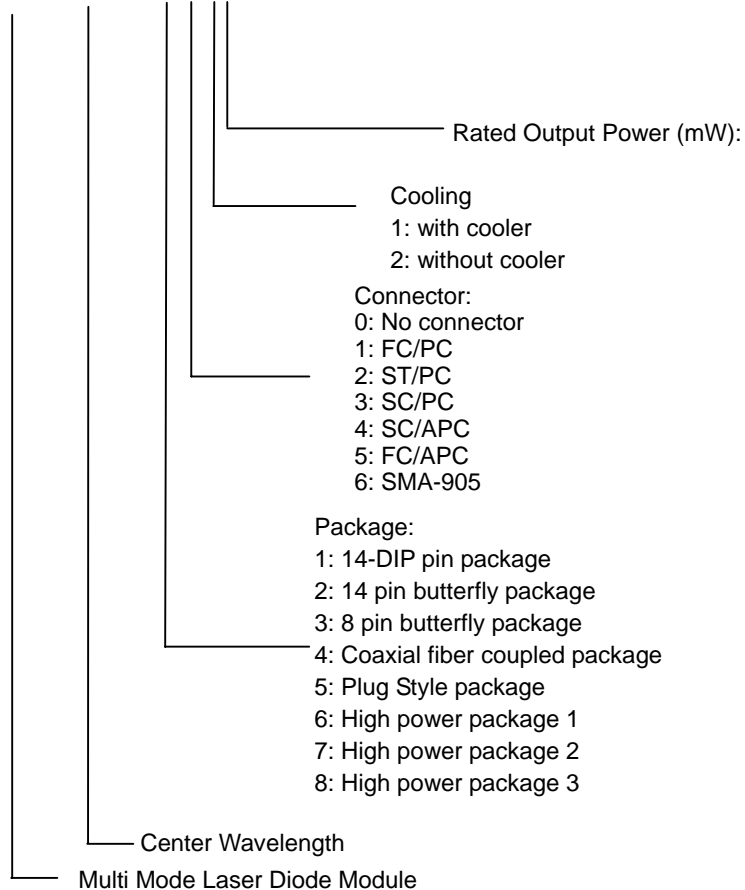 Rated Output Power (mW):
Cooling
1: with cooler
2: without cooler
Connector:
0: No connector
1: FC/PC
2: ST/PC
3: SC/PC
4: SC/APC
5: FC/APC
6: SMA-905
Package:
1: 14-DIP pin package
2: 14 pin butterfly package
3: 8 pin butterfly package
4: Coaxial fiber coupled package
5: Plug Style package
6: High power package 1
7: High power package 2
8: High power package 3
Center Wavelength
Multi Mode Laser Diode Module